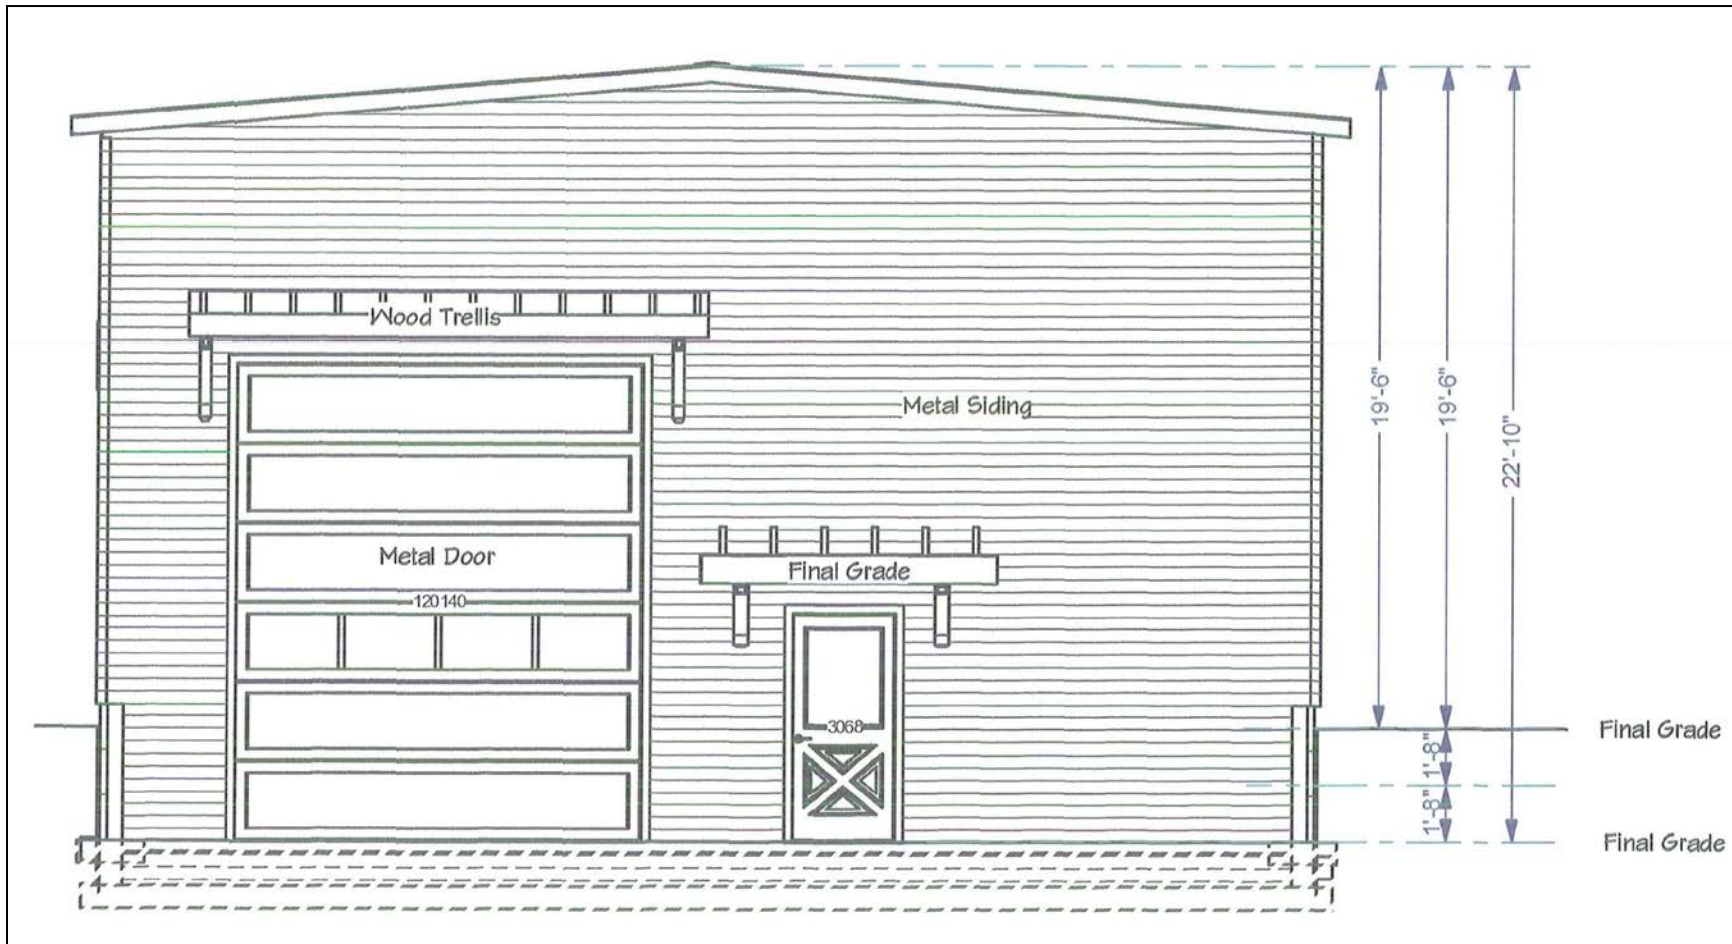 Wood Trellis
19'-6"
19'-6"
22'-10"
Metal Siding
Metal Door
Final Grade
120140
3068
Final Grade
1'-8"
1'-8"
Final Grade